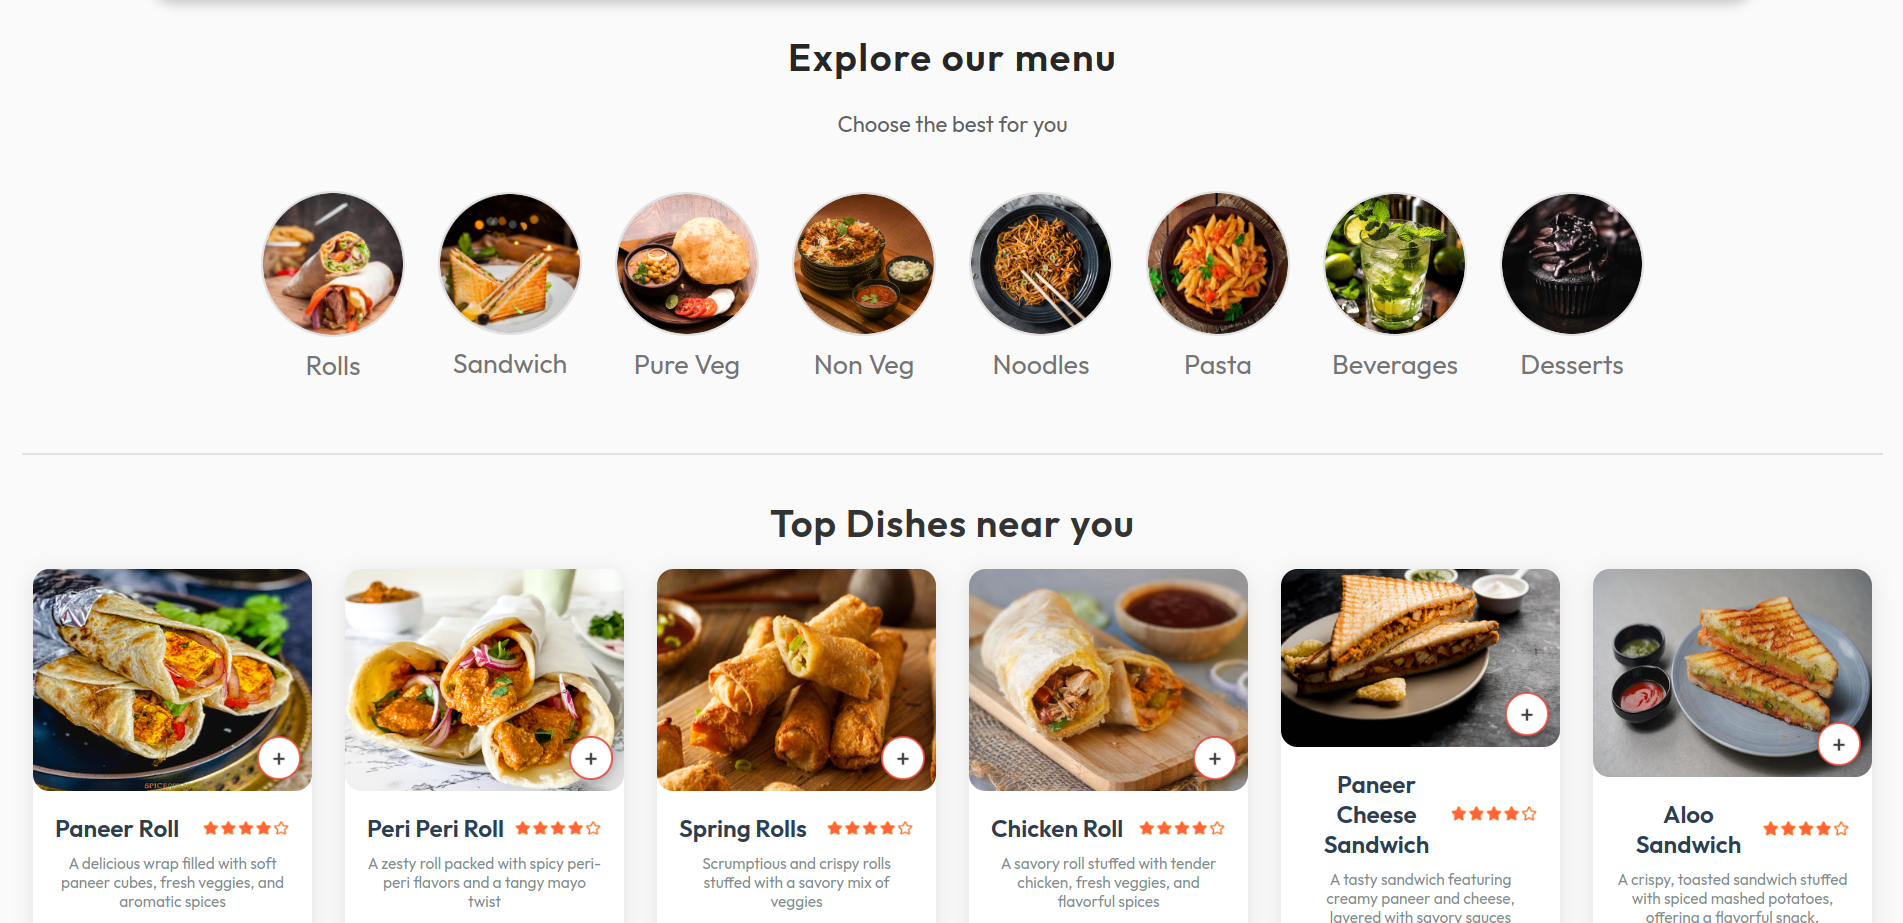 Explore our menu
Choose the best for you
Rolls
Sandwich
Pure Veg
Non Veg
Noodles
Pasta
Beverages
Desserts
Top Dishes near you
Paneer Roll
A delicious wrap filled with soft
paneer cubes, fresh veggies, and
aromatic spices
Peri Peri Roll
A zesty roll packed with spicy peri-
peri flavors and a tangy mayo
twist
Spring Rolls
Scrumptious and crispy rolls
stuffed with a savory mix of
veggies
Chicken Roll
A savory roll stuffed with tender
chicken, fresh veggies, and
flavorful spices
Paneer
Cheese
Sandwich
A tasty sandwich featuring
creamy paneer and cheese,
layered with savory sauces
Aloo
Sandwich
A crispy, toasted sandwich stuffed
with spiced mashed potatoes,
offering a flavorful snack.